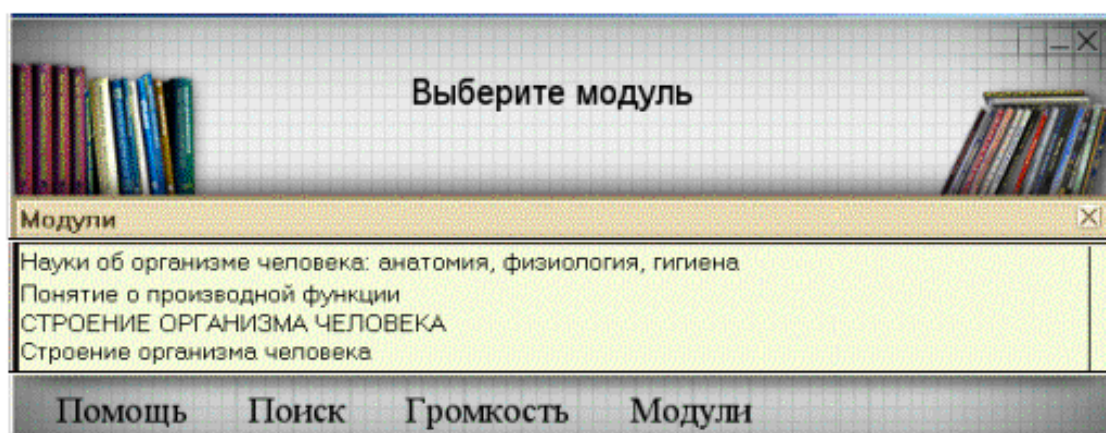 Выберите модуль
Модули
Науки об организме человека: анатомия, физиология, гигиена
Понятие о производной функции
СТРОЕНИЕ ОРГАНИЗМА ЧЕЛОВЕКА
Строение организма человека
Помощь Поиск Громкость Модули